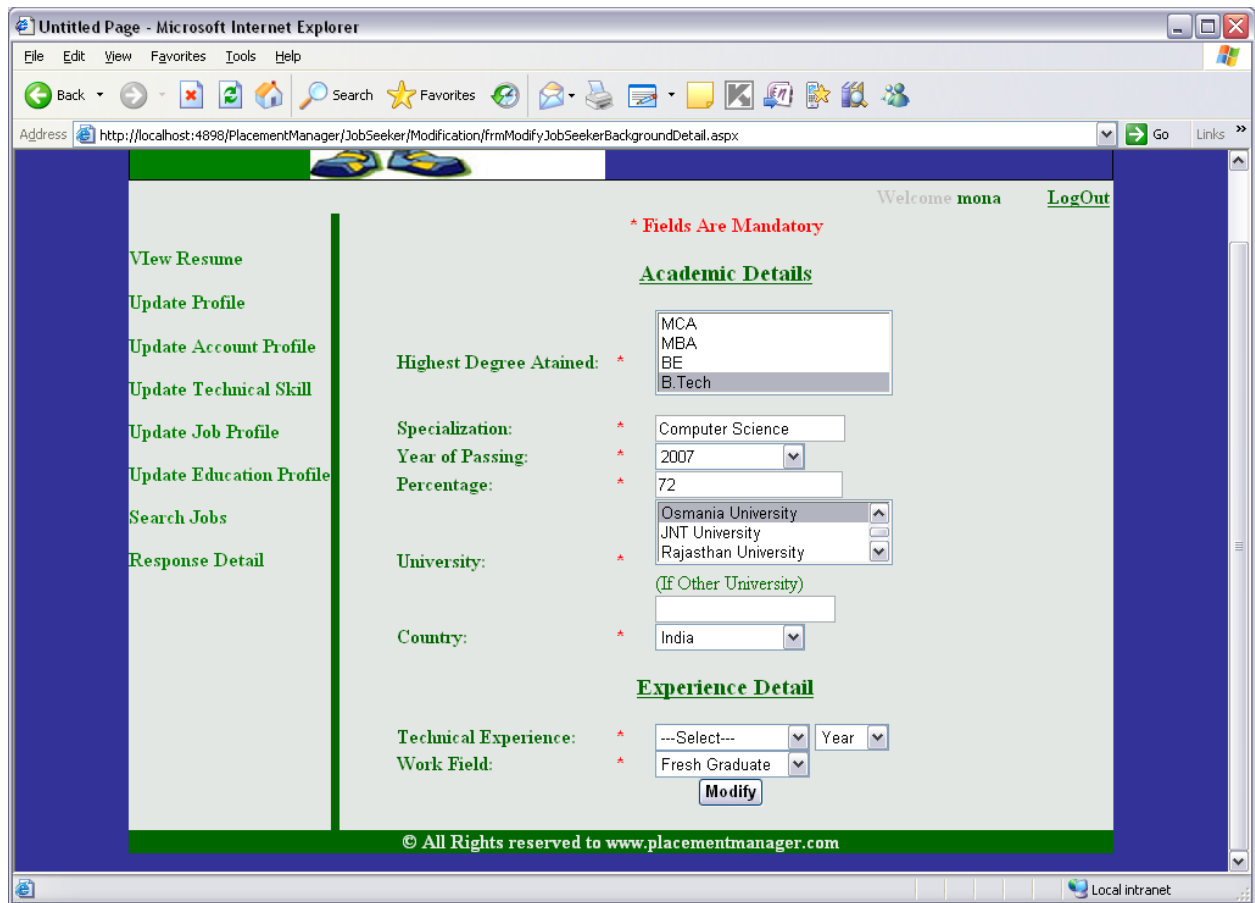 Untitled Page - Microsoft Internet Explorer
File Edit View Favorites Tools Help
Back Search Favorites
Address http://localhost:4898/PlacementManager/JobSeeker/Modification/frmModifyJobSeekerBackgroundDetail.aspx Go Links »
Welcome mona LogOut
* Fields Are Mandatory
VIew Resume
Update Profile
Update Account Profile
Update Technical Skill
Update Job Profile
Update Education Profile
Search Jobs
Response Detail
Academic Details
MCA
MBA
BE
B.Tech
Highest Degree Atained: *
Specialization: * Computer Science
Year of Passing: * 2007
Percentage: * 72
Osmania University
JNT University
Rajasthan University
University: *
(If Other University)
Country: * India
Experience Detail
Technical Experience: * ---Select--- Year
Work Field: * Fresh Graduate
Modify
© All Rights reserved to www.placementmanager.com
Local intranet